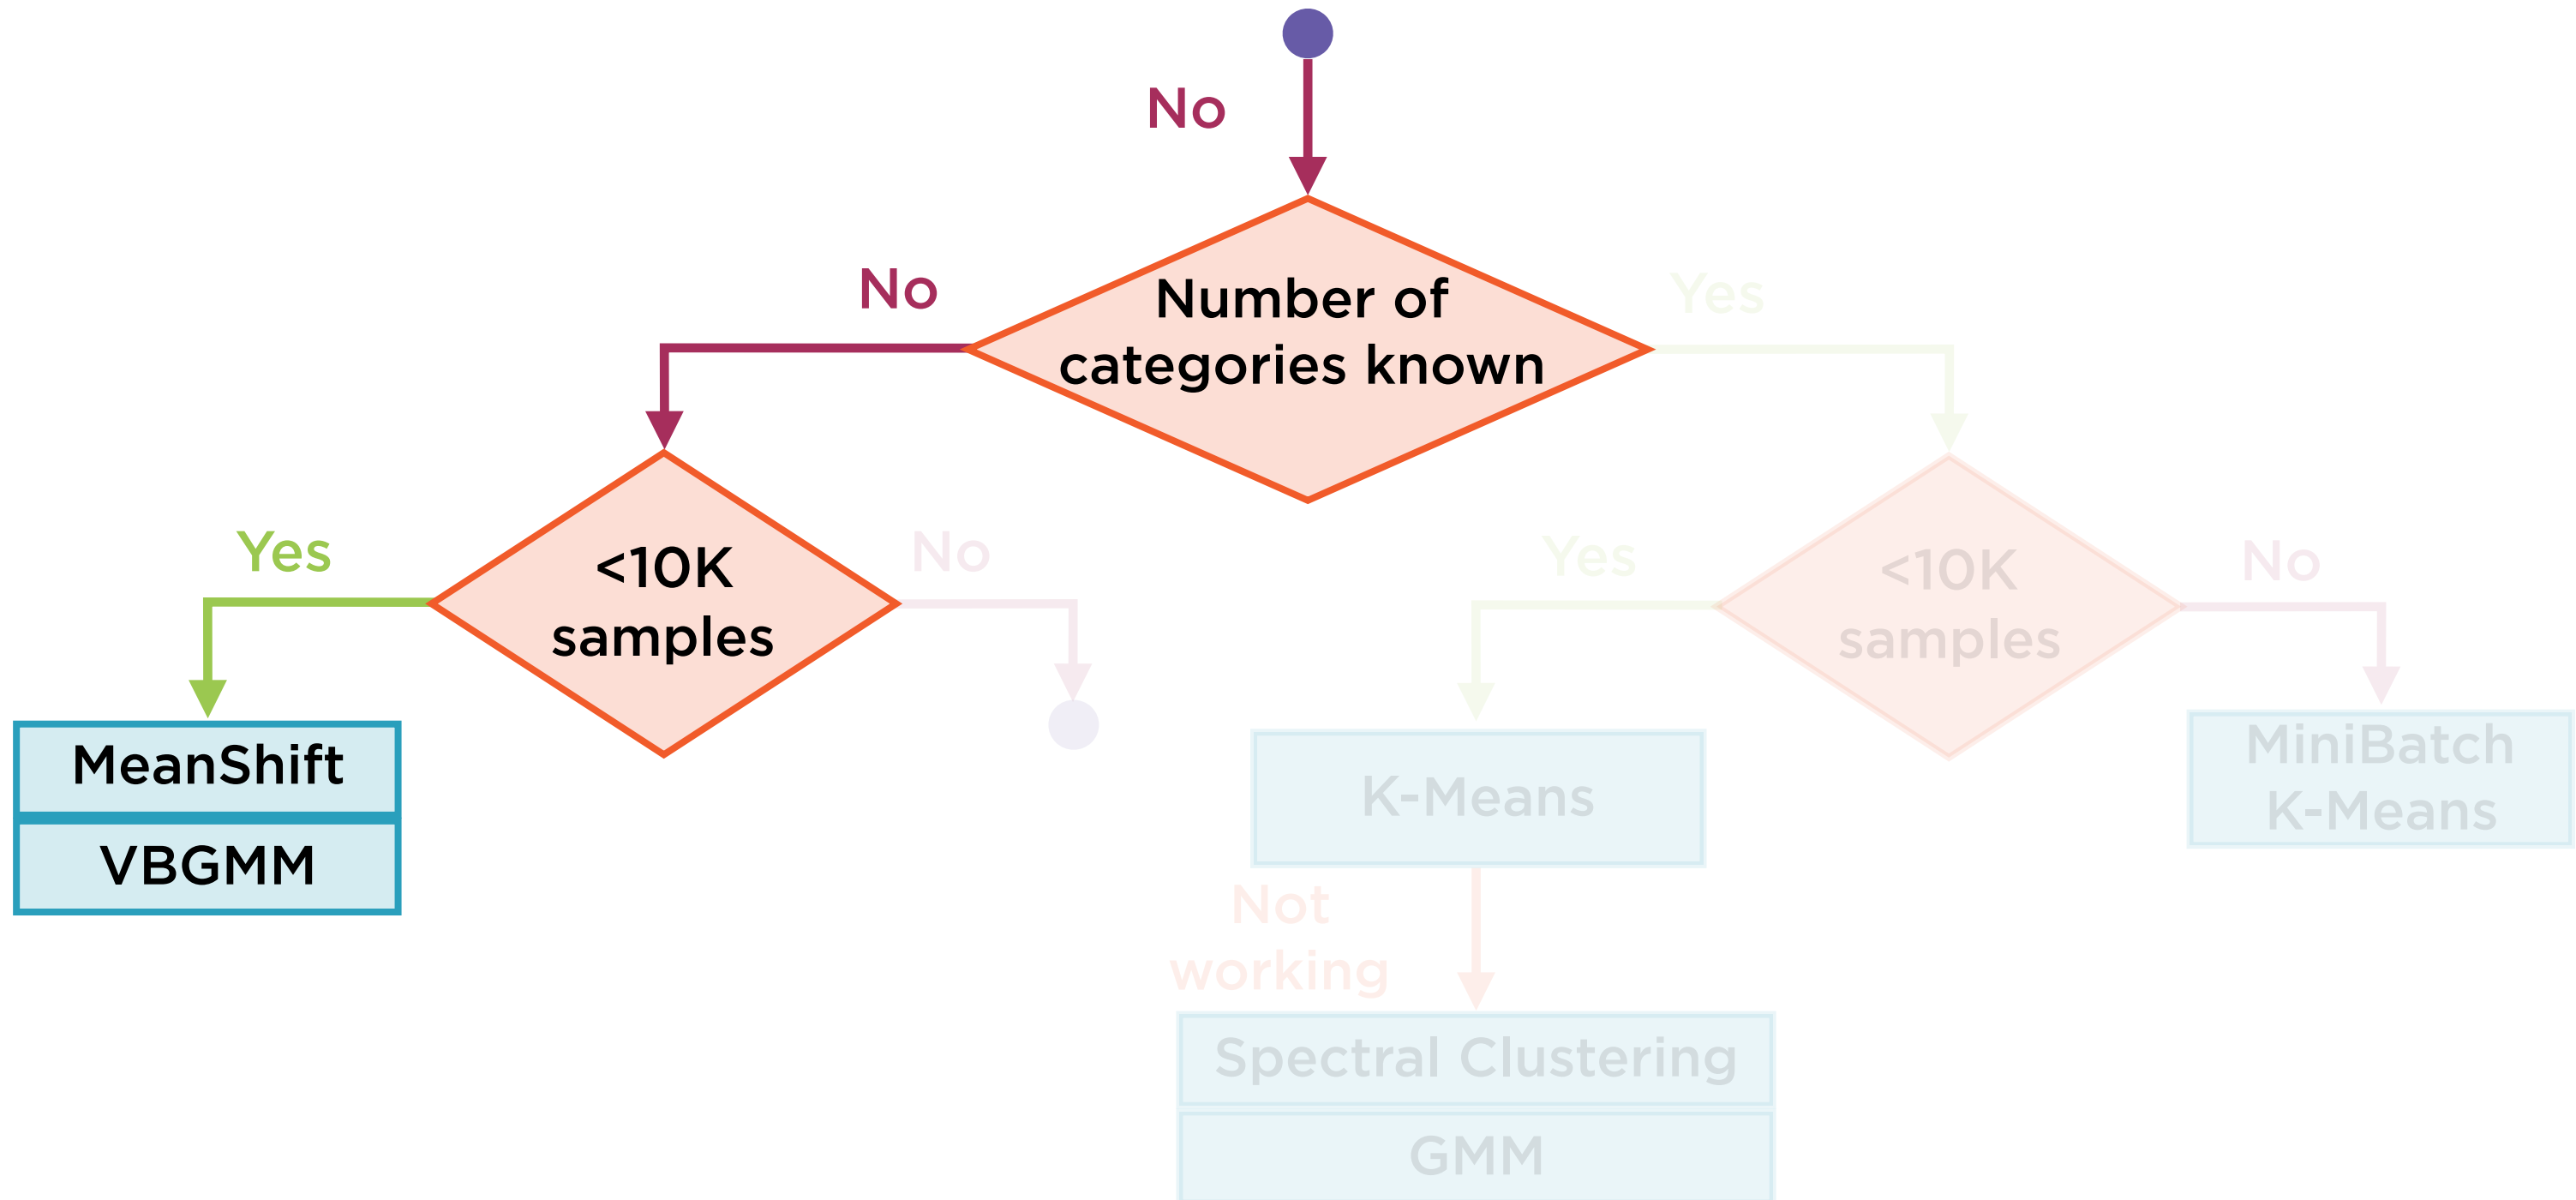 No
No
Number of
categories known
Yes
Yes
<10K
samples
No
Yes
<10K
samples
No
MeanShift
VBGMM
K-Means
MiniBatch
K-Means
Not
working
Spectral Clustering
GMM